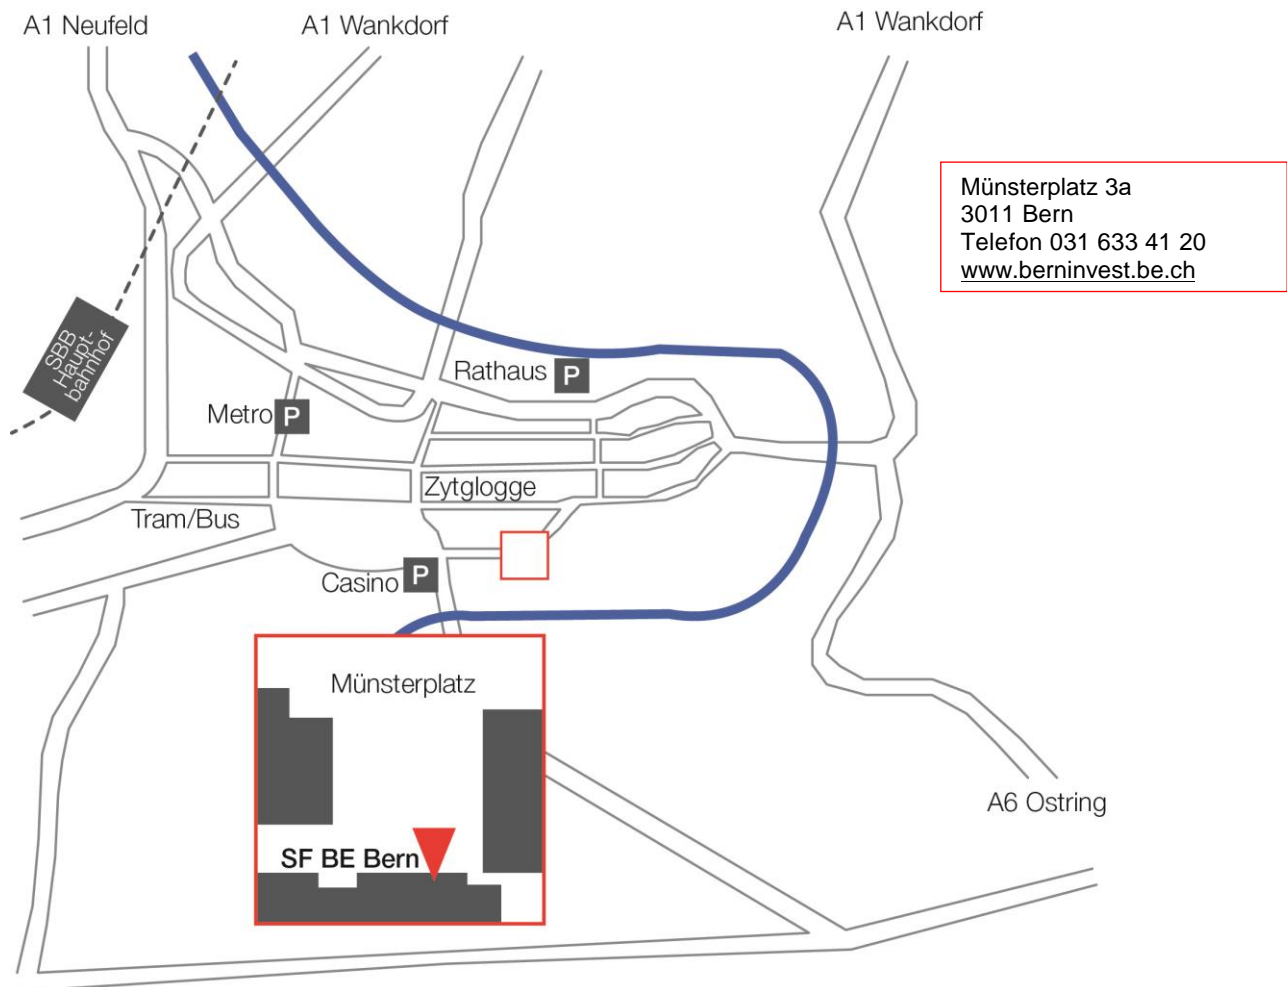 A1 Neufeld
A1 Wankdorf
A1 Wankdorf
Münsterplatz 3a
3011 Bern
Telefon 031 633 41 20
www.berninvest.be.ch
SBB
Haupt-
bahnhof
Rathaus P
Metro P
Zytglogge
Tram/Bus
Casino P
Münsterplatz
SF BE Bern
A6 Ostring